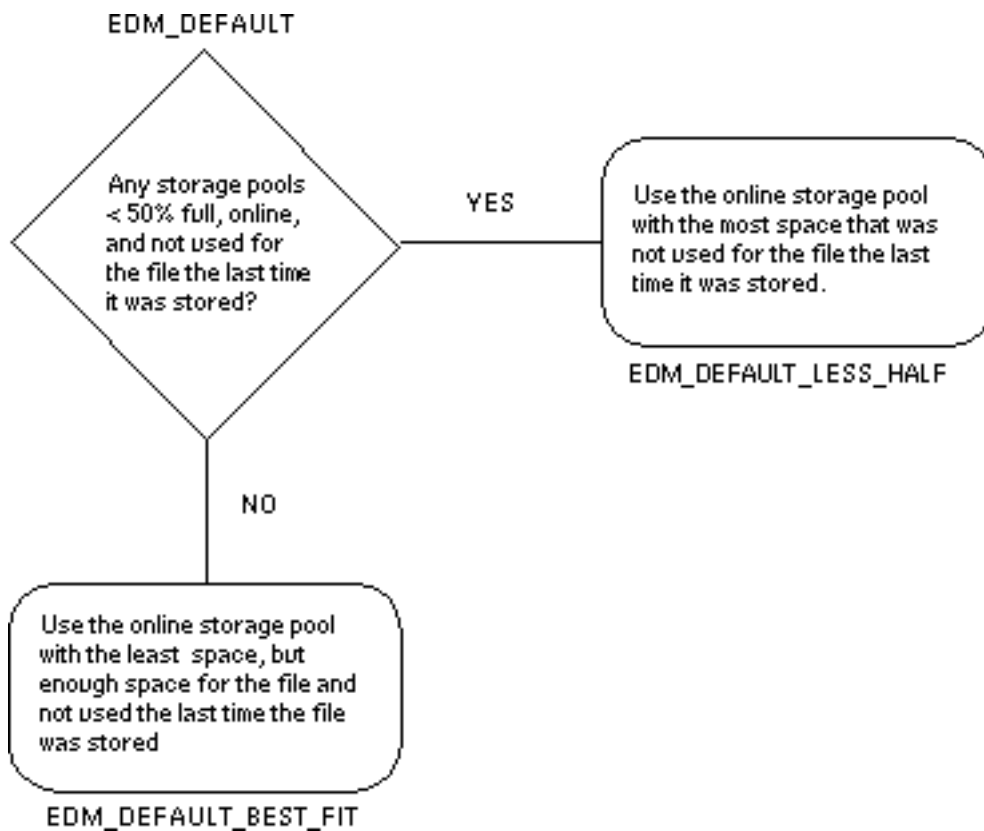 EDM_DEFAULT
Any storage pools
< 50% full, online,
and not used for
the file the last time
it was stored?
YES
Use the online storage pool
with the most space that was
not used for the file the last
time it was stored.
EDM_DEFAULT_LESS_HALF
NO
Use the online storage pool
with the least space, but
enough space for the file and
not used the last time the file
was stored
EDM_DEFAULT_BEST_FIT